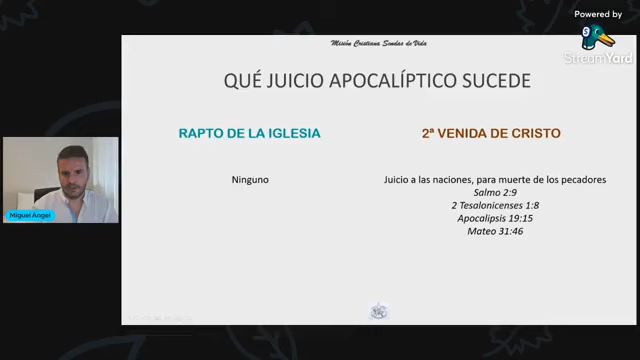 Powered by
StreamYard
Misión Cristiana Sendas de Vida
QUÉ JUICIO APOCALÍPTICO SUCEDE
RAPTO DE LA IGLESIA
2ª VENIDA DE CRISTO
Ninguno
Juicio a las naciones, para muerte de los pecadores
Salmo 2:9
2 Tesalonicenses 1:8
Apocalipsis 19:15
Mateo 31:46
Miguel Ángel